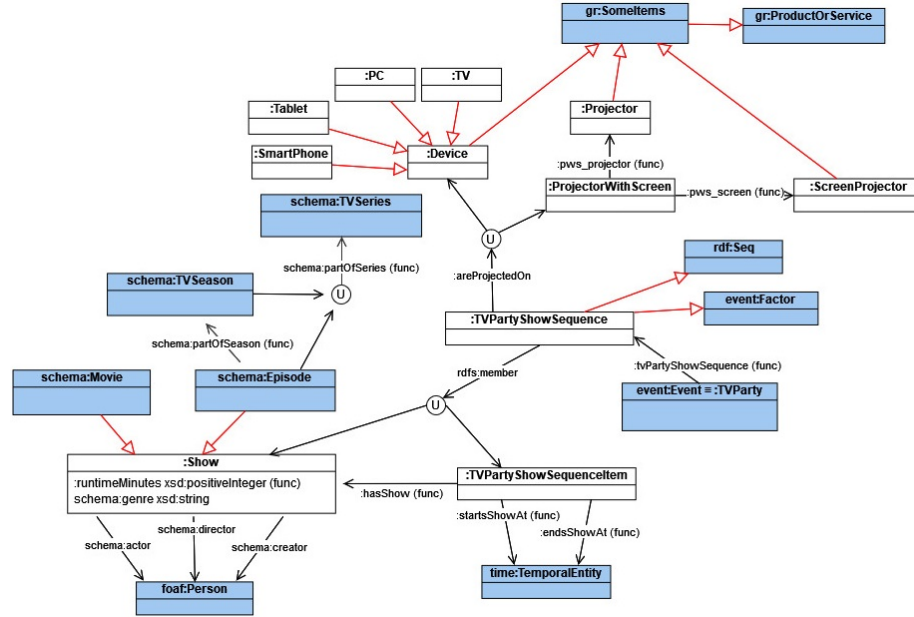 gr:SomeItems
gr:ProductOrService
:PC
:TV
:Tablet
:Projector
:SmartPhone
:Device
:pws_projector (func)
:ProjectorWithScreen
:pws_screen (func)
:ScreenProjector
schema:TVSeries
U
rdf:Seq
schema:partOfSeries (func)
:areProjectedOn
schema:TVSeason
U
event:Factor
:TVPartyShowSequence
schema:partOfSeason (func)
:tvPartyShowSequence (func)
rdfs:member
schema:Movie
schema:Episode
event:Event ≡ :TVParty
U
:Show
:runtimeMinutes xsd:positiveInteger (func)
schema:genre xsd:string
:TVPartyShowSequenceItem
:hasShow (func)
:startsShowAt (func)
:endsShowAt (func)
schema:director
schema:actor
schema:creator
time:TemporalEntity
foaf:Person